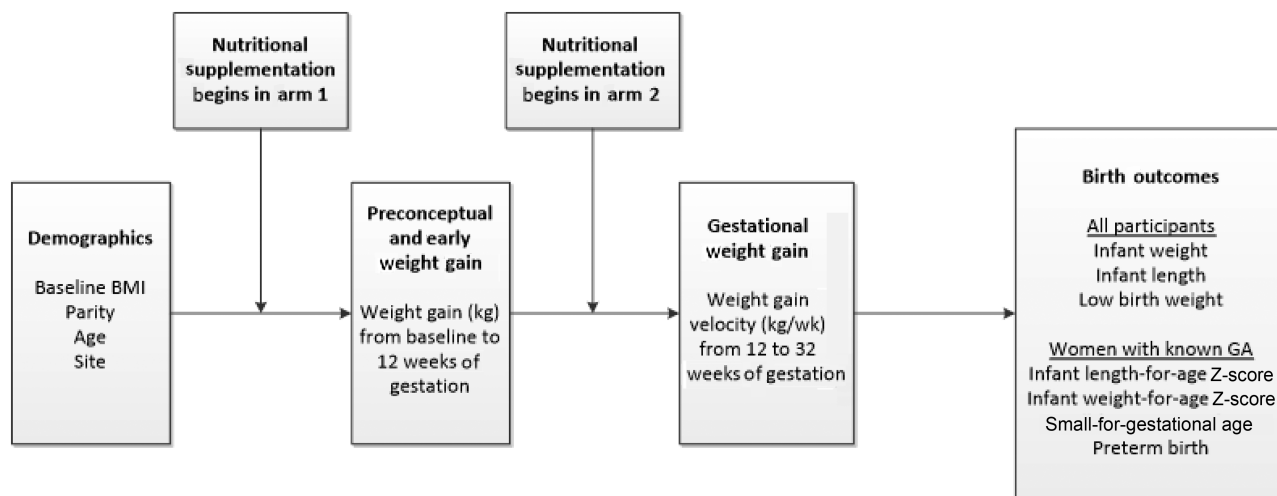 Nutritional
supplementation
begins in arm 1
Nutritional
supplementation
begins in arm 2
Demographics
Baseline BMI
Parity
Age
Site
Preconceptual
and early
weight gain
Weight gain (kg)
from baseline to
12 weeks of
gestation
Gestational
weight gain
Weight gain
velocity (kg/wk)
from 12 to 32
weeks of gestation
Birth outcomes
All participants
Infant weight
Infant length
Low birth weight
Women with known GA
Infant length-for-age Z-score
Infant weight-for-age Z-score
Small-for-gestational age
Preterm birth